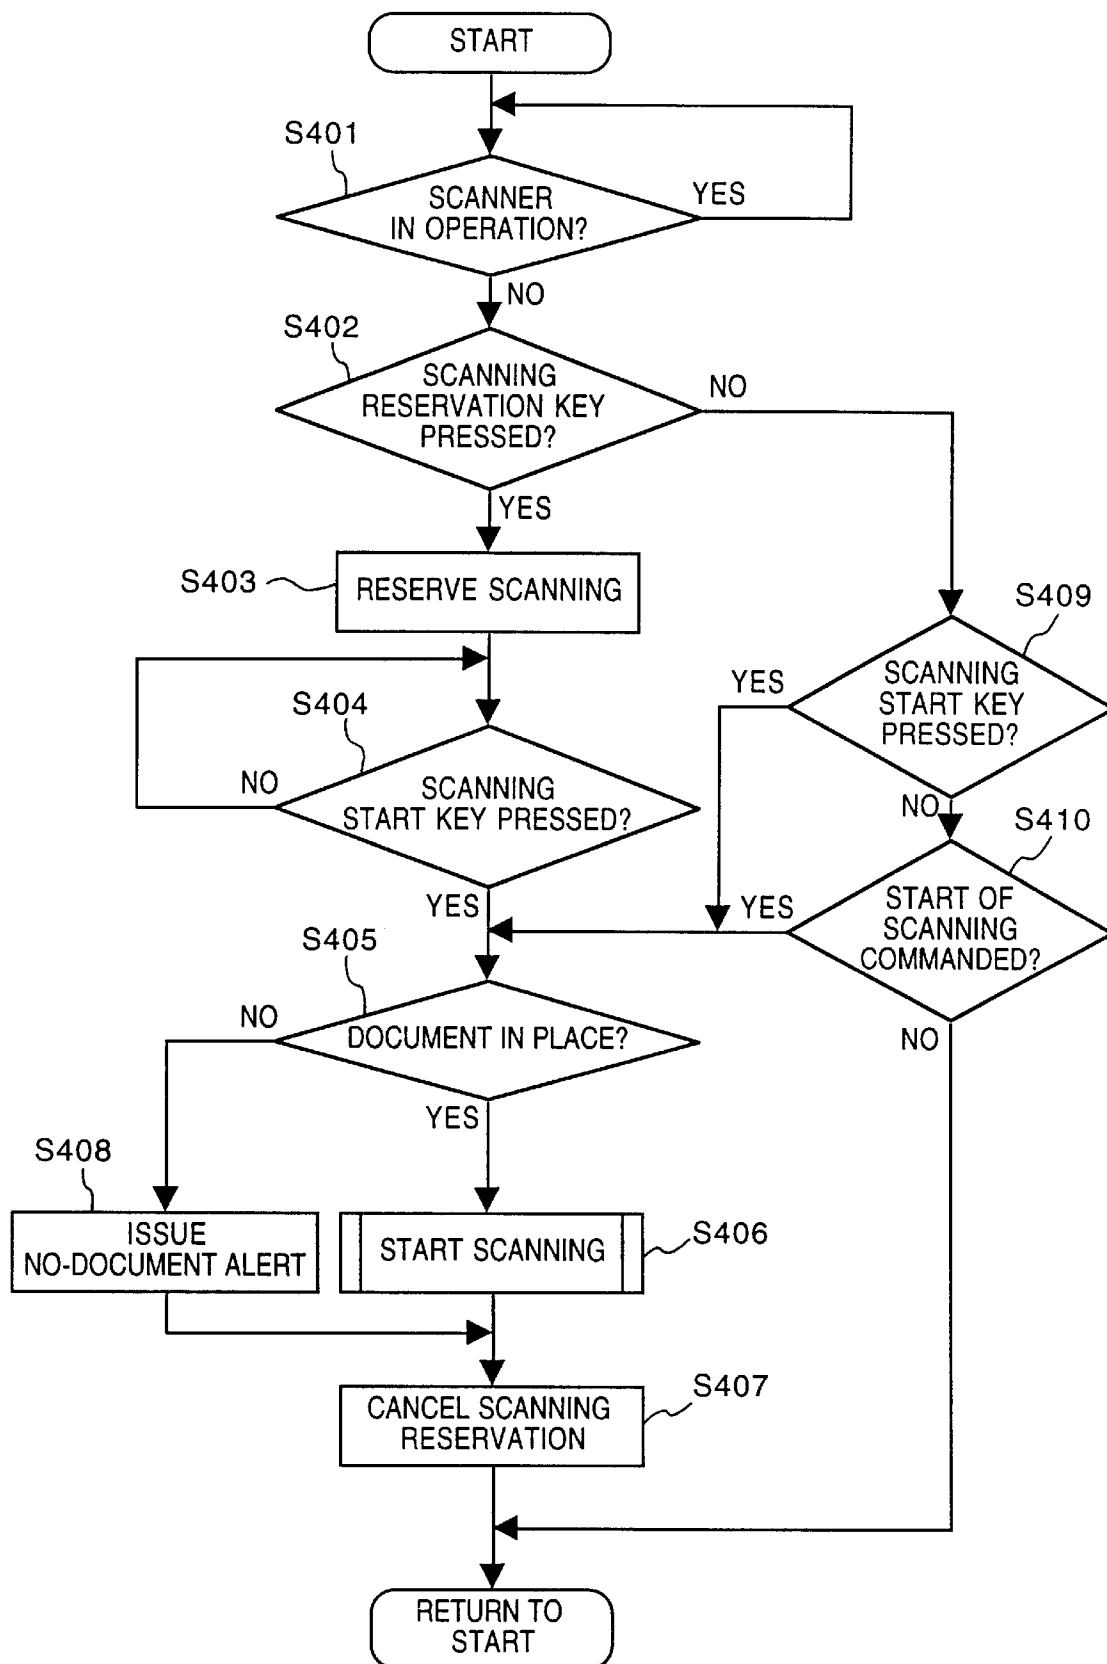 START
S401
SCANNER
IN OPERATION?
YES
NO
S402
SCANNING
RESERVATION KEY
PRESSED?
NO
YES
S403
RESERVE SCANNING
S409
SCANNING
START KEY
PRESSED?
YES
NO
S404
SCANNING
START KEY PRESSED?
NO
YES
S410
START OF
SCANNING
COMMANDED?
YES
NO
S405
DOCUMENT IN PLACE?
NO
YES
S408
ISSUE
NO-DOCUMENT ALERT
START SCANNING
S406
S407
CANCEL SCANNING
RESERVATION
RETURN TO
START